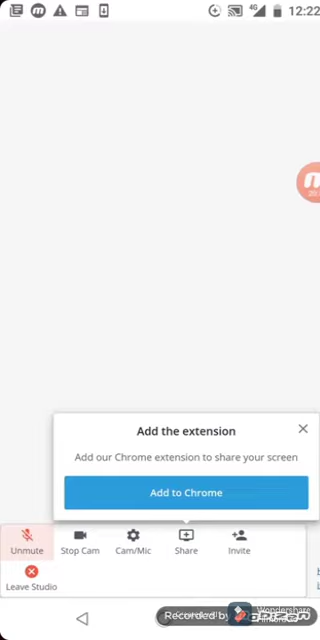 4G
12:22
Add the extension
Add our Chrome extension to share your screen
Add to Chrome
Unmute
Stop Cam
Cam/Mic
Share
Invite
Leave Studio
Recorded by
Wondershare